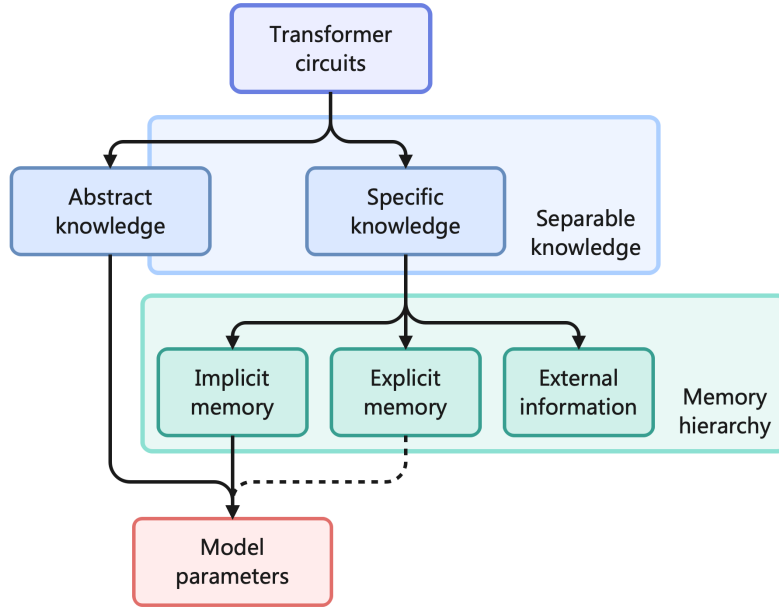 Transformer
circuits
Abstract
knowledge
Specific
knowledge
Separable
knowledge
Implicit
memory
Explicit
memory
External
information
Memory
hierarchy
Model
parameters